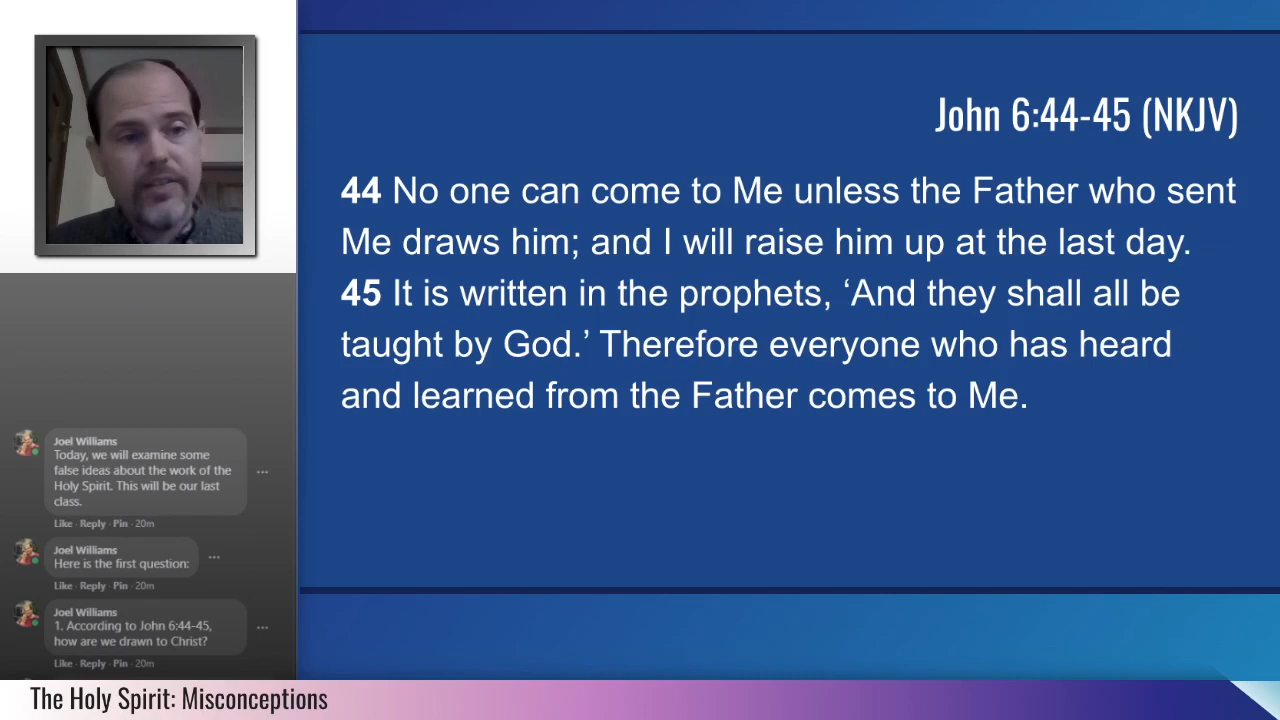 John 6:44-45 (NKJV)
44 No one can come to Me unless the Father who sent
Me draws him; and I will raise him up at the last day.
45 It is written in the prophets, ‘And they shall all be
taught by God.’ Therefore everyone who has heard
and learned from the Father comes to Me.
Joel Williams
Today, we will examine some
false ideas about the work of the
Holy Spirit. This will be our last
class.
Like · Reply · Pin · 20m
Joel Williams
Here is the first question:
Like · Reply · Pin · 20m
Joel Williams
1. According to John 6:44-45,
how are we drawn to Christ?
Like · Reply · Pin · 20m
The Holy Spirit: Misconceptions